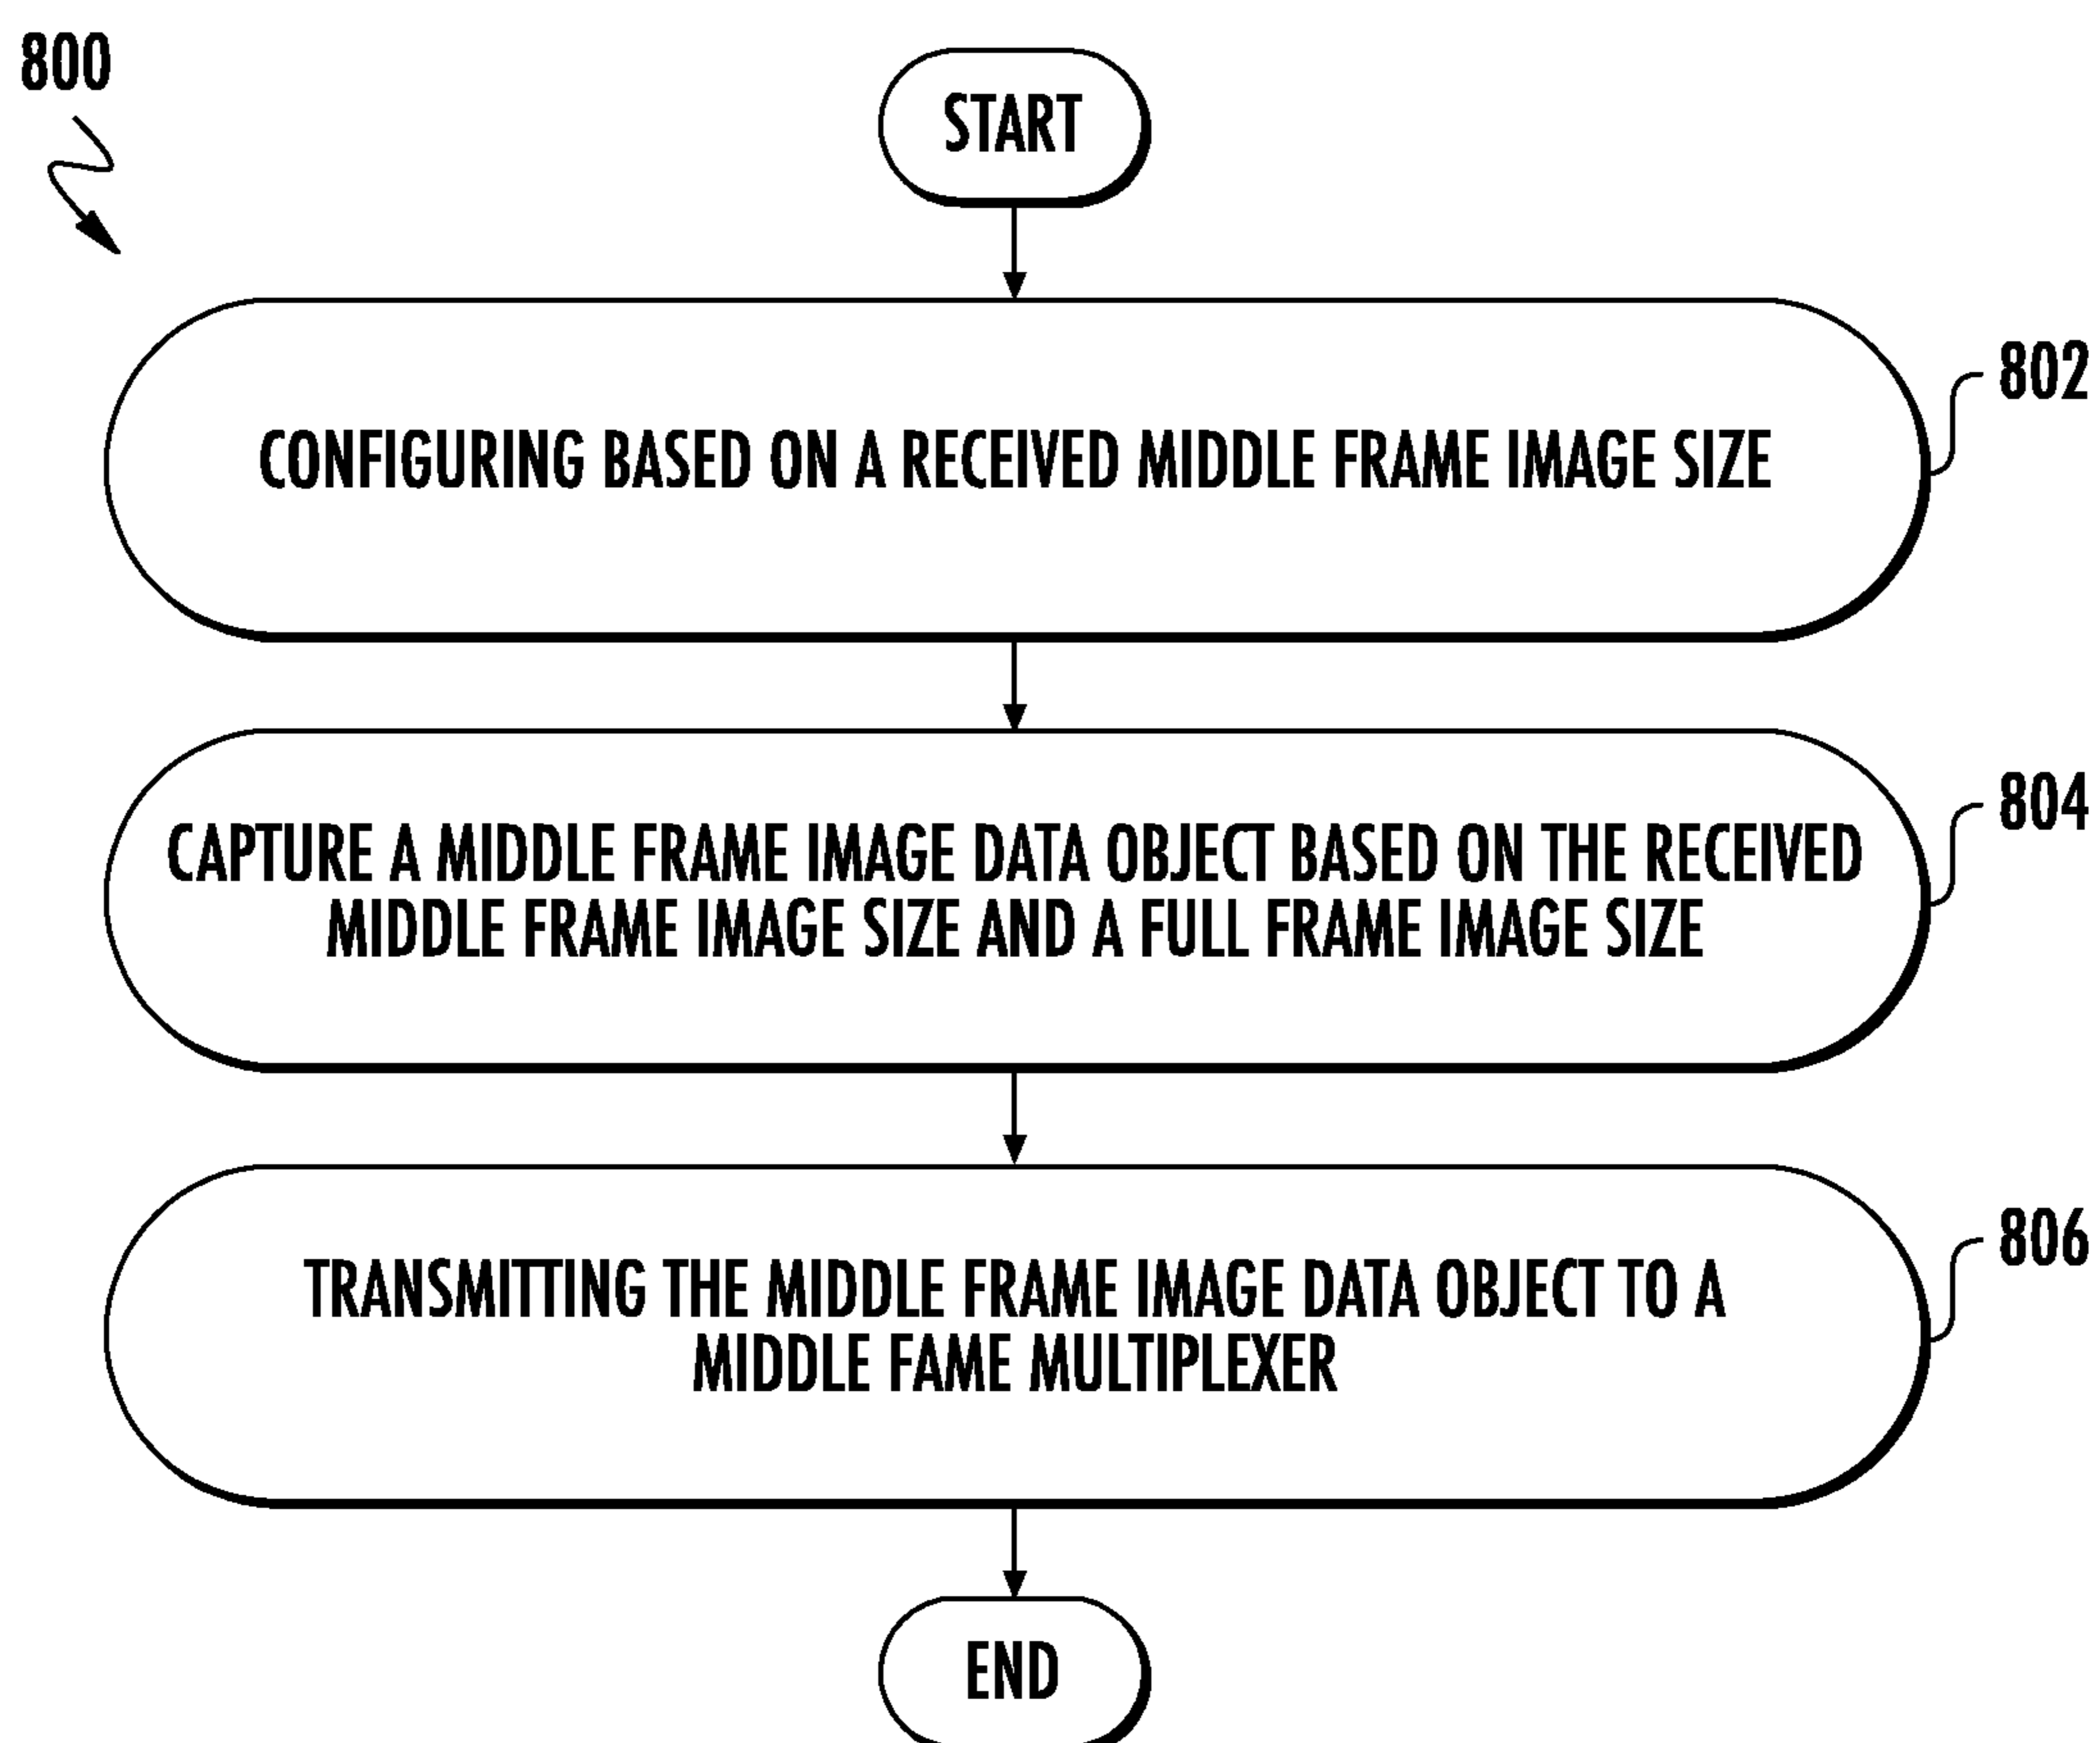 800
START
CONFIGURING BASED ON A RECEIVED MIDDLE FRAME IMAGE SIZE
802
CAPTURE A MIDDLE FRAME IMAGE DATA OBJECT BASED ON THE RECEIVED
MIDDLE FRAME IMAGE SIZE AND A FULL FRAME IMAGE SIZE
804
TRANSMITTING THE MIDDLE FRAME IMAGE DATA OBJECT TO A
MIDDLE FAME MULTIPLEXER
806
END